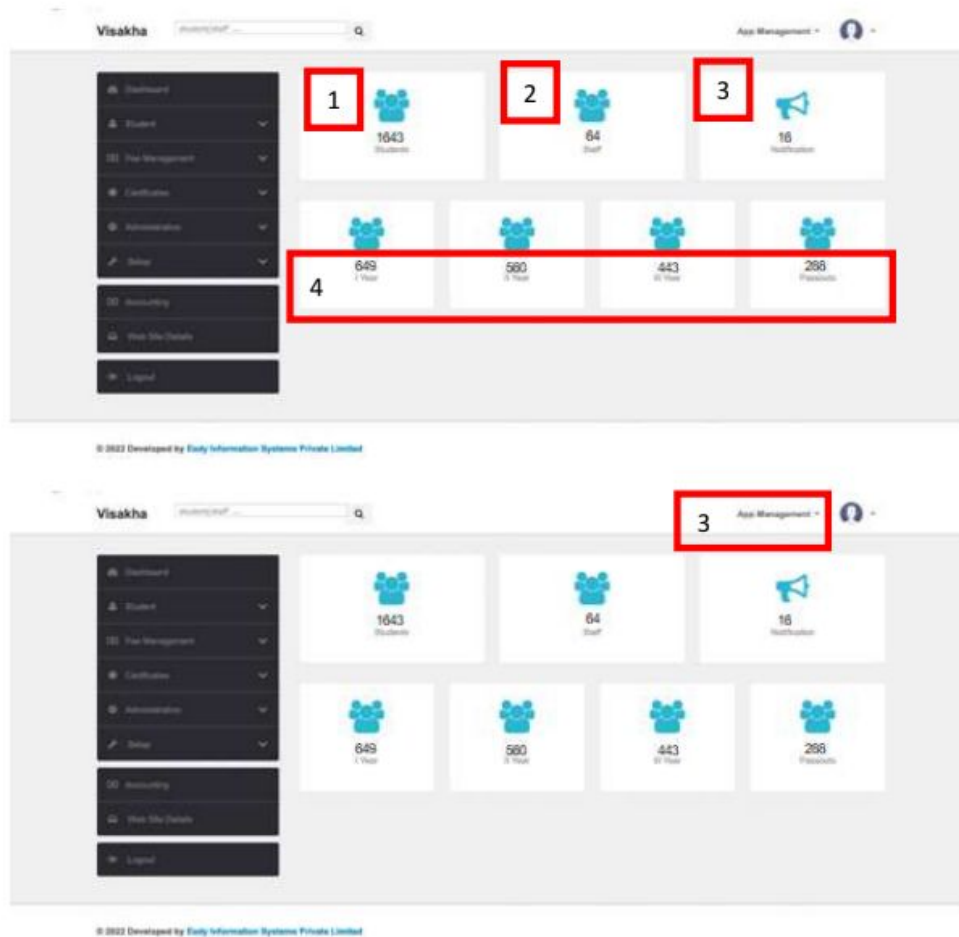 Visakha student/staff ... App Management
Dashboard
Student
Fee Management
Certificates
Administration
Setup
Accounting
Web Site Details
Logout
1
1643
Students
2
64
Staff
3
16
Notification
4
649
I Year
560
II Year
443
III Year
288
Passouts
© 2022 Developed by Eady Information Systems Private Limited
Visakha student/staff ... 3 App Management
Dashboard
Student
Fee Management
Certificates
Administration
Setup
Accounting
Web Site Details
Logout
1643
Students
64
Staff
16
Notification
649
I Year
560
II Year
443
III Year
288
Passouts
© 2022 Developed by Eady Information Systems Private Limited